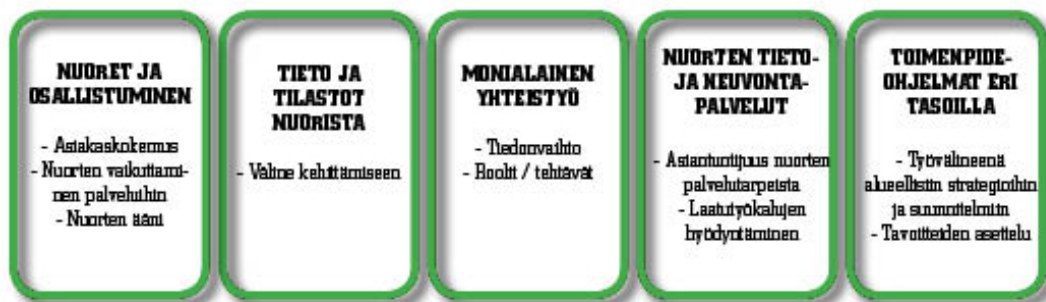 NUORET JA
OSALLISTUMINEN
- Asiakaskokemus
- Nuorten vaikuttami-
nen palveluihin
- Nuorten ääni
TIETO JA
TILASTOT
NUORISTA
- Väline kehittämiseen
MONIALAINEN
YHTEISTYÖ
- Tiedonvaihto
- Roolit / tehtävät
NUORTEN TIETO-
JA NEUVONTA-
PALVELUT
- Asiantuntijuus nuorten
palvelutarpeista
- Laatutyökalujen
hyödyntäminen
TOIMENPIDE-
OHJELMAT ERI
TASOILLA
- Työvälineenä
alueellisiin strategioihin
ja suunnitelmiin
- Tavoitteiden asettelu